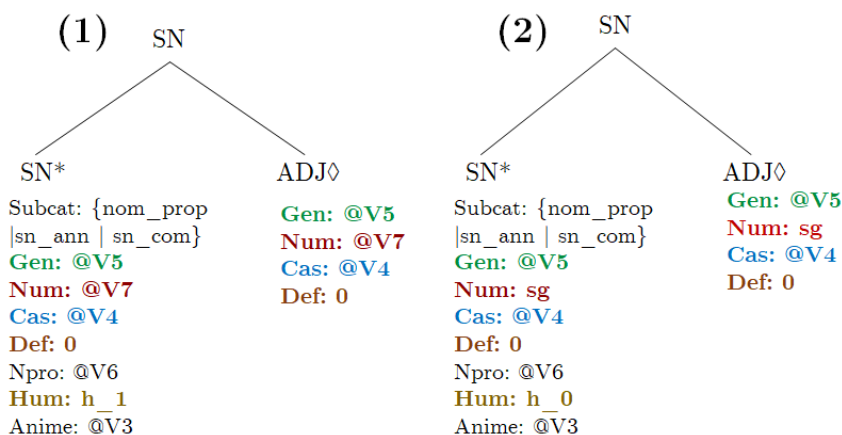 (1)
SN
SN*
ADJ◊
Subcat: {nom_prop
|sn_ann | sn_com}
Gen: @V5
Num: @V7
Cas: @V4
Def: 0
Npro: @V6
Hum: h_1
Anime: @V3
Gen: @V5
Num: @V7
Cas: @V4
Def: 0
(2)
SN
SN*
ADJ◊
Subcat: {nom_prop
|sn_ann | sn_com}
Gen: @V5
Num: sg
Cas: @V4
Def: 0
Npro: @V6
Hum: h_0
Anime: @V3
Gen: @V5
Num: sg
Cas: @V4
Def: 0